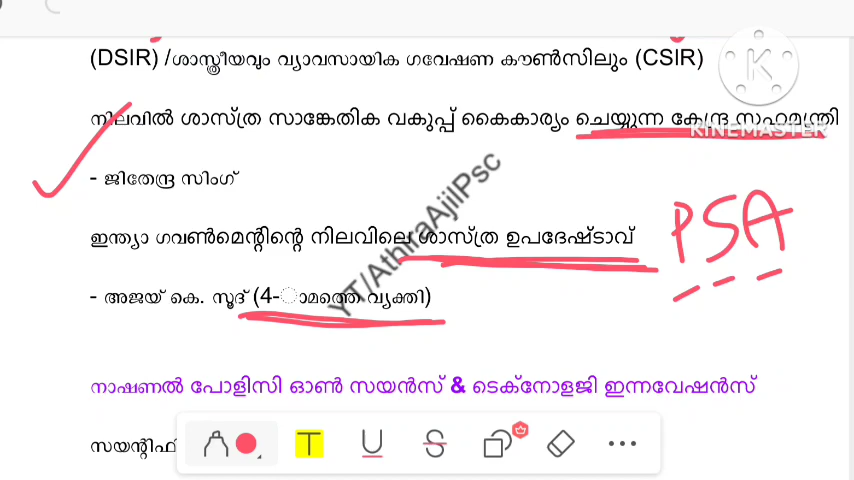 (DSIR) /ശാസ്ത്രീയവും വ്യാവസായിക ഗവേഷണ കൗൺസിലും (CSIR)
നിലവിൽ ശാസ്ത്ര സാങ്കേതിക വകുപ്പ് കൈകാര്യം ചെയ്യുന്ന കേന്ദ്ര സഹമന്ത്രി
- ജിതേന്ദ്ര സിംഗ്
ഇന്ത്യാ ഗവൺമെന്റിന്റെ നിലവിലെ ശാസ്ത്ര ഉപദേഷ്ടാവ്
- അജയ് കെ. സൂദ് (4-ാമത്തെ വ്യക്തി)
PSA
നാഷണൽ പോളിസി ഓൺ സയൻസ് & ടെക്നോളജി ഇന്നവേഷൻസ്
YT/AthiraAjilPsc
K
KINEMASTER
T
U
S